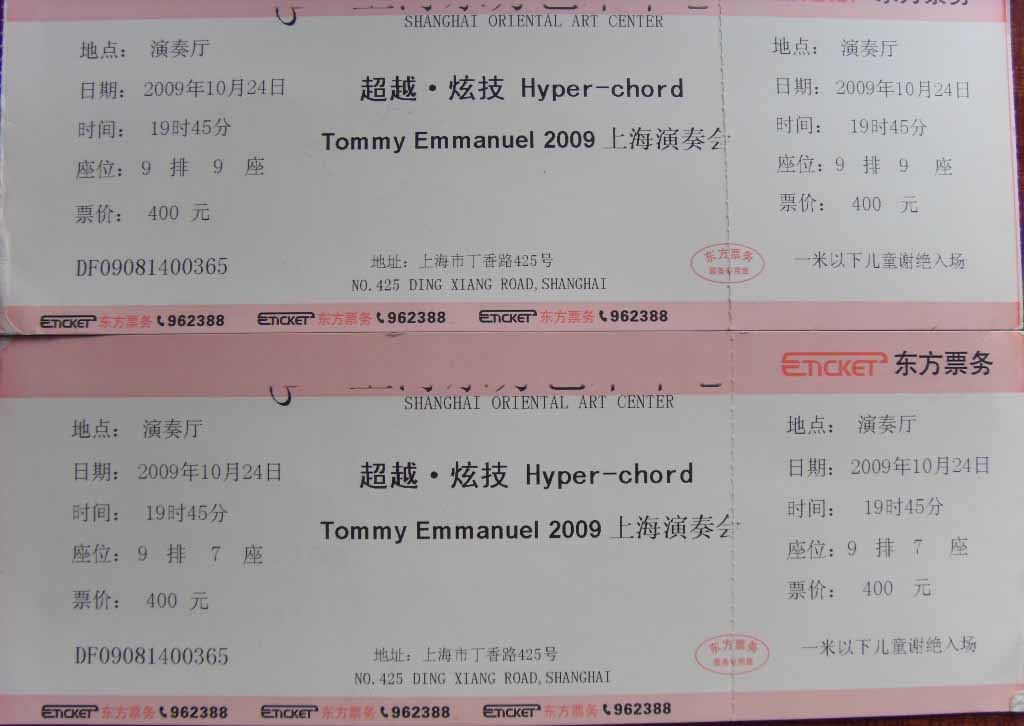 ETICKET 东方票务
SHANGHAI ORIENTAL ART CENTER
地点： 演奏厅
日期： 2009年10月24日
时间： 19时45分
座位： 9 排 9 座
票价： 400 元
DF09081400365
超越·炫技 Hyper-chord
Tommy Emmanuel 2009 上海演奏会
地址：上海市丁香路425号
NO.425 DING XIANG ROAD,SHANGHAI
地点： 演奏厅
日期： 2009年10月24日
时间： 19时45分
座位： 9 排 9 座
票价： 400 元
东方票务
票务专用章
一米以下儿童谢绝入场
ETICKET 东方票务 962388 ETICKET 东方票务 962388 ETICKET 东方票务 962388
ETICKET 东方票务
SHANGHAI ORIENTAL ART CENTER
地点： 演奏厅
日期： 2009年10月24日
时间： 19时45分
座位： 9 排 7 座
票价： 400 元
DF09081400365
超越·炫技 Hyper-chord
Tommy Emmanuel 2009 上海演奏会
地址：上海市丁香路425号
NO.425 DING XIANG ROAD,SHANGHAI
地点： 演奏厅
日期： 2009年10月24日
时间： 19时45分
座位： 9 排 7 座
票价： 400 元
东方票务
票务专用章
一米以下儿童谢绝入场
ETICKET 东方票务 962388 ETICKET 东方票务 962388 ETICKET 东方票务 962388